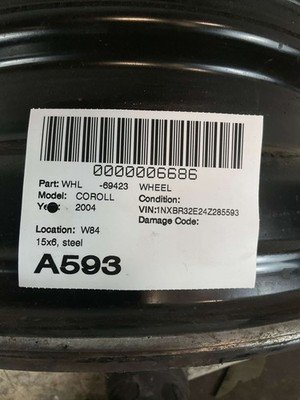 0000006686
Part: WHL -69423 WHEEL
Model: COROLL Condition:
2004 VIN:1NXBR32E24Z285593
Damage Code:
Location: W84
15x6, steel
A593